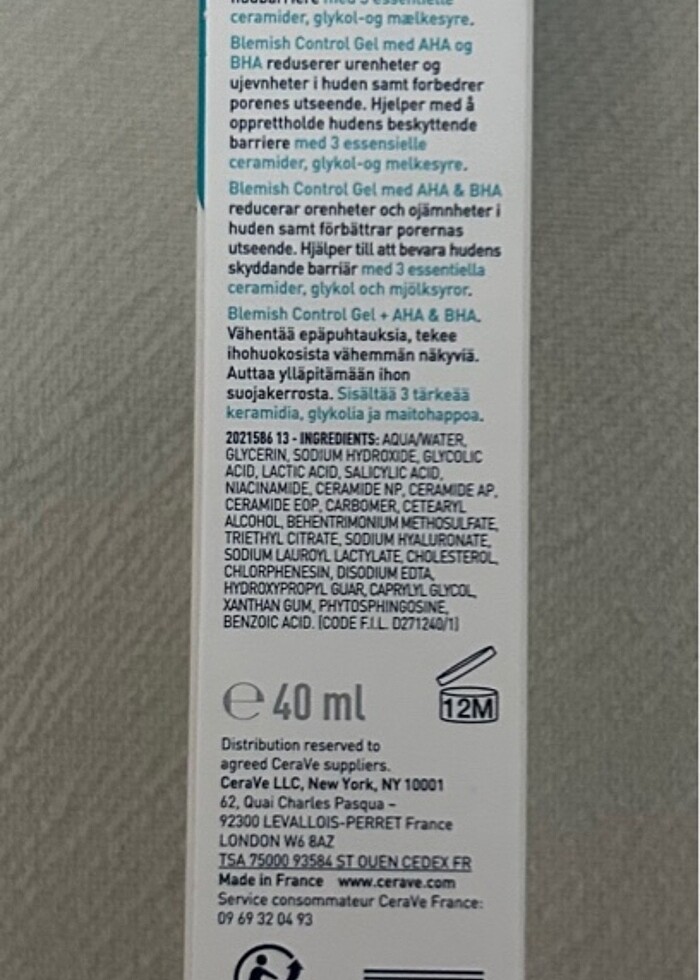 ceramider, glykol-og mælkesyre.
Blemish Control Gel med AHA og
BHA reduserer urenheter og
ujevnheter i huden samt forbedrer
porenes utseende. Hjelper med å
opprettholde hudens beskyttende
barriere med 3 essensielle
ceramider, glykol-og melkesyre.
Blemish Control Gel med AHA & BHA
reducerar orenheter och ojämnheter i
huden samt förbättrar porernas
utseende. Hjälper till att bevara hudens
skyddande barriär med 3 essentiella
ceramider, glykol och mjölksyror.
Blemish Control Gel + AHA & BHA.
Vähentää epäpuhtauksia, tekee
ihohuokosista vähemmän näkyviä.
Auttaa ylläpitämään ihon
suojakerrosta. Sisältää 3 tärkeää
keramidia, glykolia ja maitohappoa.
2021586 13 - INGREDIENTS: AQUA/WATER,
GLYCERIN, SODIUM HYDROXIDE, GLYCOLIC
ACID, LACTIC ACID, SALICYLIC ACID,
NIACINAMIDE, CERAMIDE NP, CERAMIDE AP,
CERAMIDE EOP, CARBOMER, CETEARYL
ALCOHOL, BEHENTRIMONIUM METHOSULFATE,
TRIETHYL CITRATE, SODIUM HYALURONATE,
SODIUM LAUROYL LACTYLATE, CHOLESTEROL,
CHLORPHENESIN, DISODIUM EDTA,
HYDROXYPROPYL GUAR, CAPRYLYL GLYCOL,
XANTHAN GUM, PHYTOSPHINGOSINE,
BENZOIC ACID. [CODE F.I.L. D271240/1]
e 40 ml
12M
Distribution reserved to
agreed CeraVe suppliers.
CeraVe LLC, New York, NY 10001
62, Quai Charles Pasqua -
92300 LEVALLOIS-PERRET France
LONDON W6 8AZ
TSA 75000 93584 ST OUEN CEDEX FR
Made in France www.cerave.com
Service consommateur CeraVe France:
09 69 32 04 93